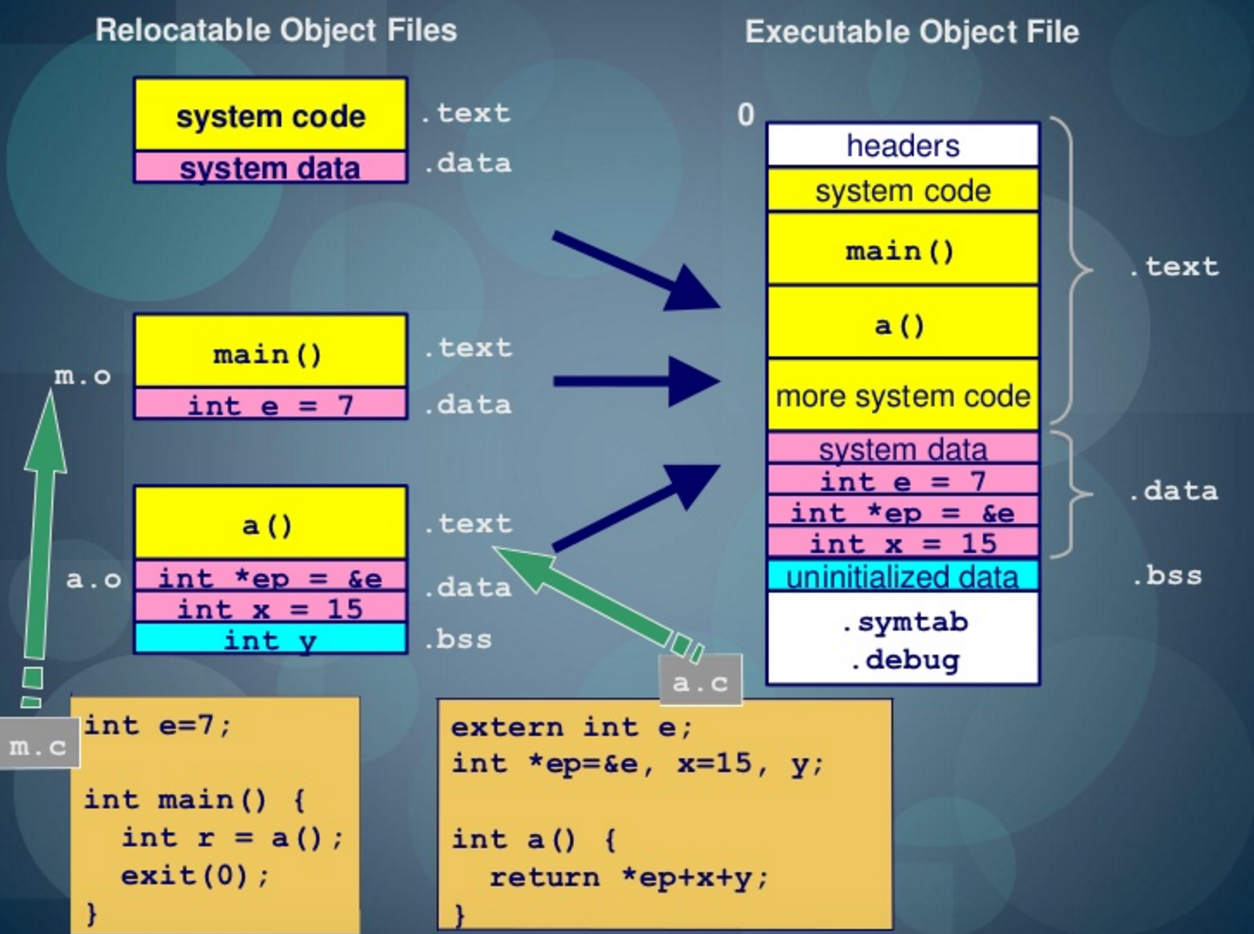 Relocatable Object Files
system code
.text
system data
.data
m.o
main()
.text
int e = 7
.data
a.o
a()
.text
int *ep = &e
.data
int x = 15
int y
.bss
Executable Object File
0
headers
system code
main()
a()
more system code
.text
system data
int e = 7
int *ep = &e
int x = 15
.data
uninitialized data
.bss
.symtab
.debug
m.c
int e=7;
int main() {
  int r = a();
  exit(0);
}
a.c
extern int e;
int *ep=&e, x=15, y;
int a() {
  return *ep+x+y;
}